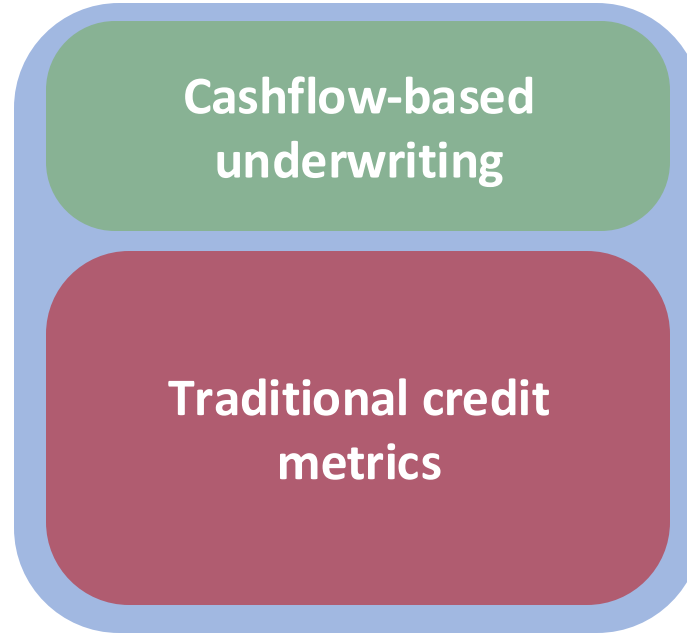 Cashflow-based
underwriting
Traditional credit
metrics